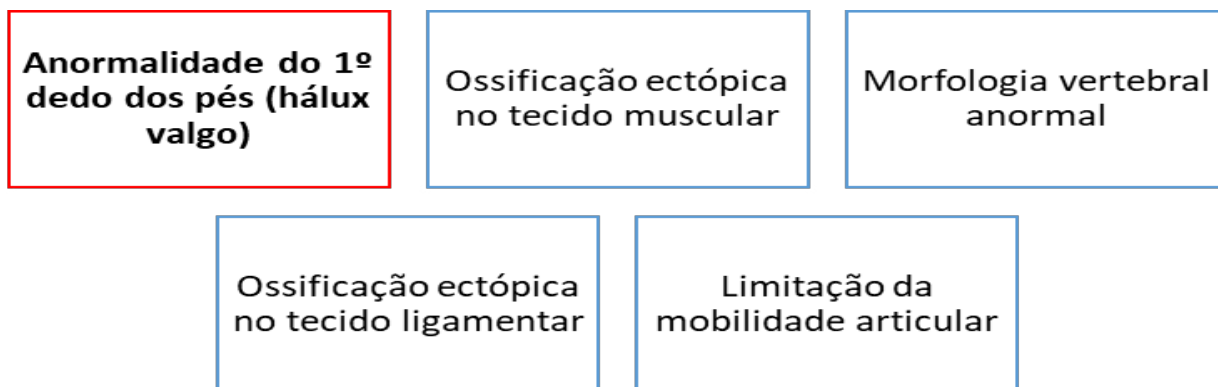 Anormalidade do 1º
dedo dos pés (hálux
valgo)
Ossificação ectópica
no tecido muscular
Morfologia vertebral
anormal
Ossificação ectópica
no tecido ligamentar
Limitação da
mobilidade articular